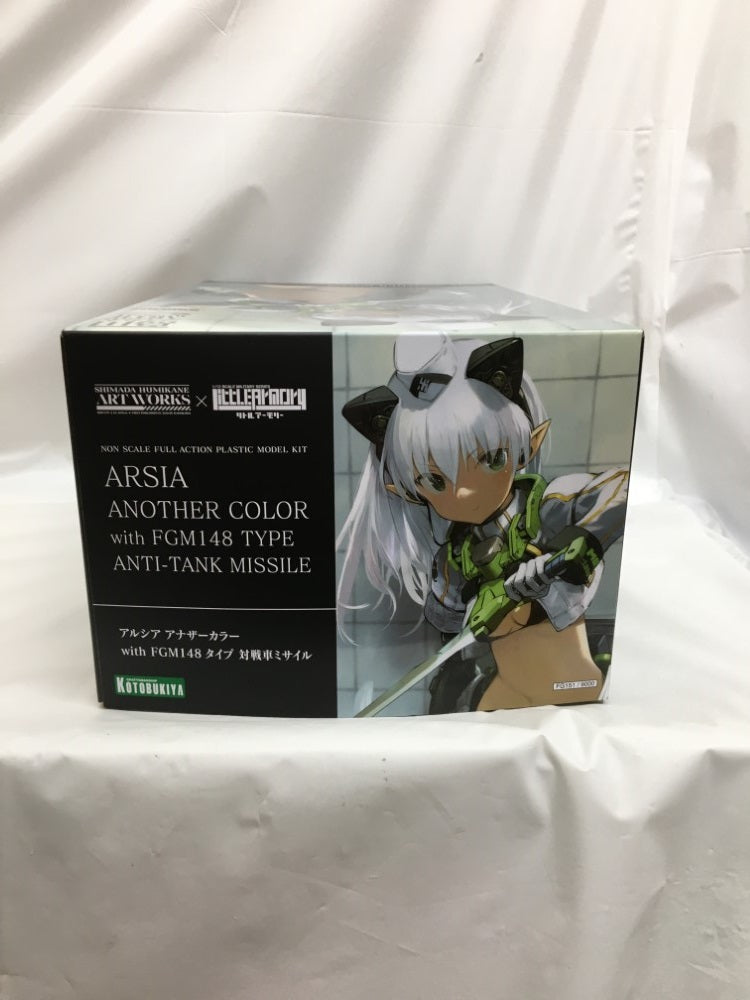 SHIMADA HUMIKANE
ART WORKS
×
LittleArmory
リトルアーモリー
NON SCALE FULL ACTION PLASTIC MODEL KIT
ARSIA
ANOTHER COLOR
with FGM148 TYPE
ANTI-TANK MISSILE
アルシア アナザーカラー
with FGM148 タイプ 対戦車ミサイル
KOTOBUKIYA
FG151 / 9000